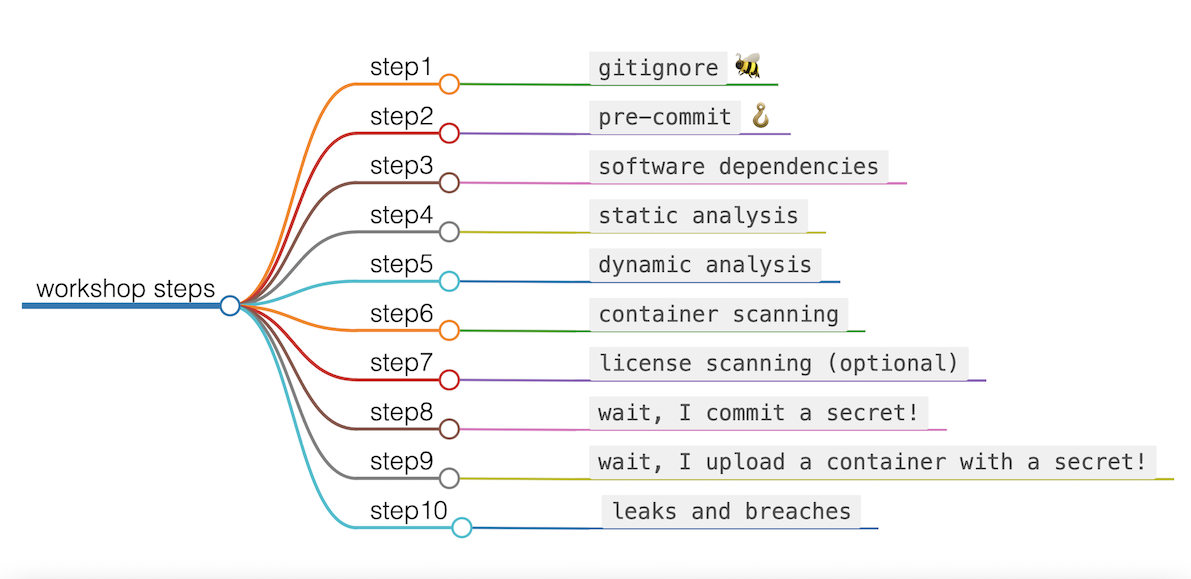 step1 gitignore 🐝
step2 pre-commit 🪝
step3 software dependencies
step4 static analysis
workshop steps
step5 dynamic analysis
step6 container scanning
step7 license scanning (optional)
step8 wait, I commit a secret!
step9 wait, I upload a container with a secret!
step10 leaks and breaches